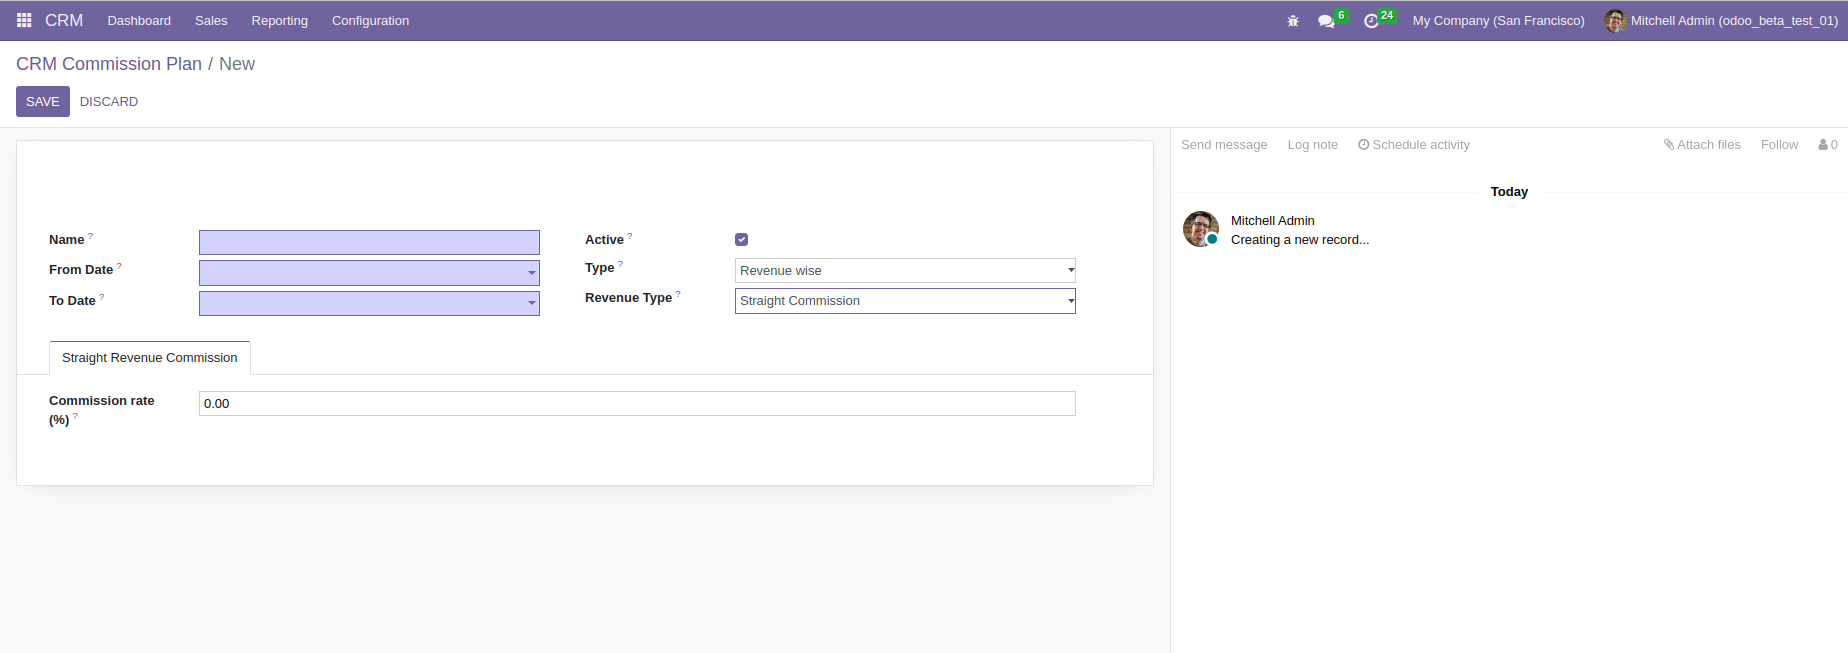 CRM Dashboard Sales Reporting Configuration 6 24 My Company (San Francisco) Mitchell Admin (odoo_beta_test_01)
CRM Commission Plan / New
SAVE DISCARD
Send message Log note Schedule activity Attach files Follow 0
Today
Mitchell Admin
Creating a new record...
Name ?
From Date ?
To Date ?
Active ?
Type ? Revenue wise
Revenue Type ? Straight Commission
Straight Revenue Commission
Commission rate
(%) ? 0.00